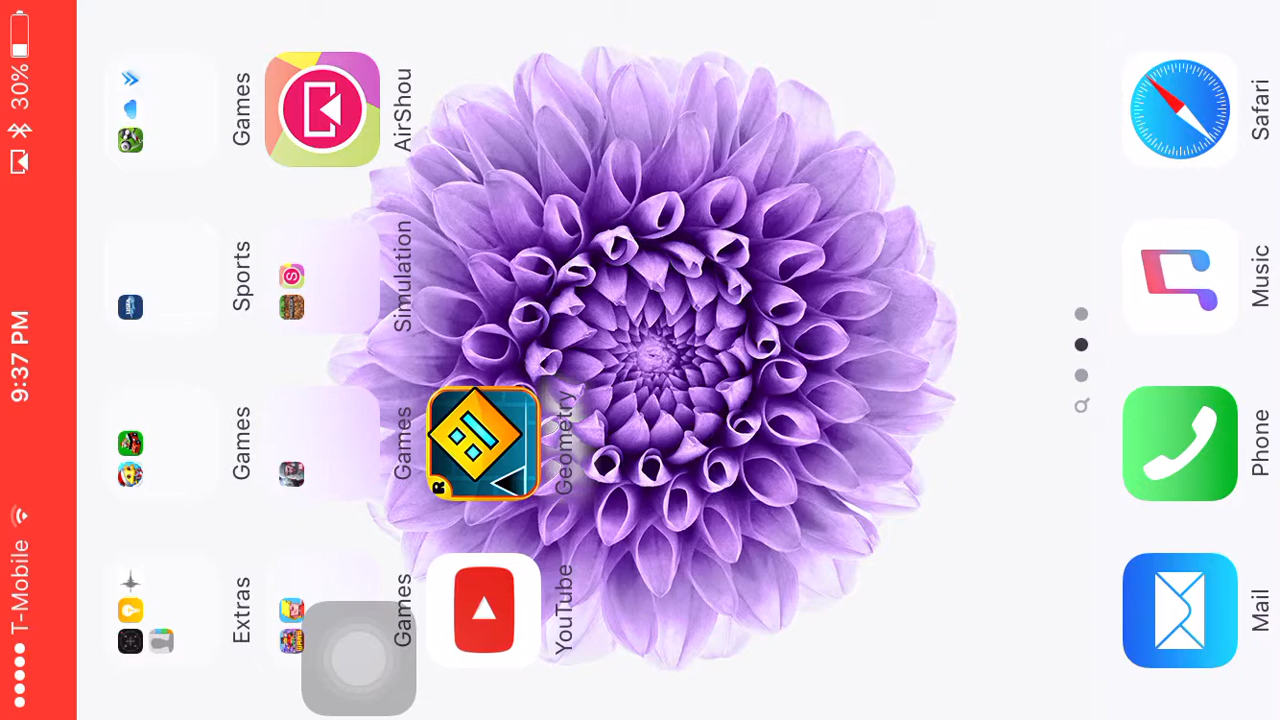 T-Mobile 9:37 PM 30%
Extras Games Sports Games
Games Games Simulation AirShou
R
YouTube Geometry
Mail Phone Music Safari